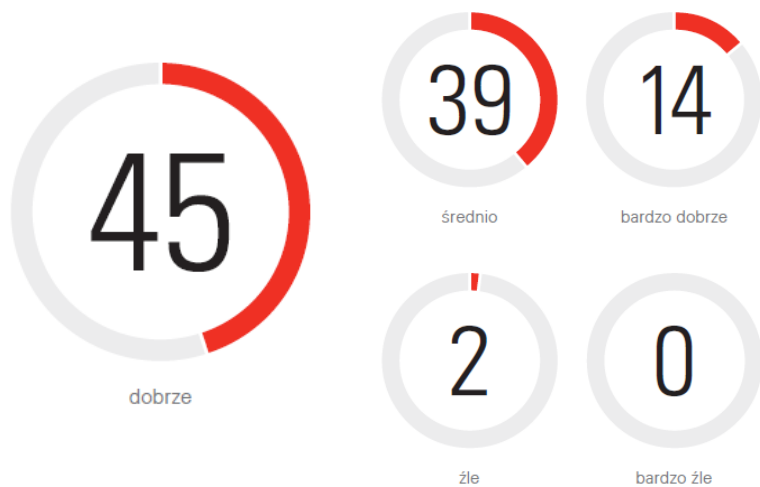 45
dobrze
39
średnio
14
bardzo dobrze
2
źle
0
bardzo źle